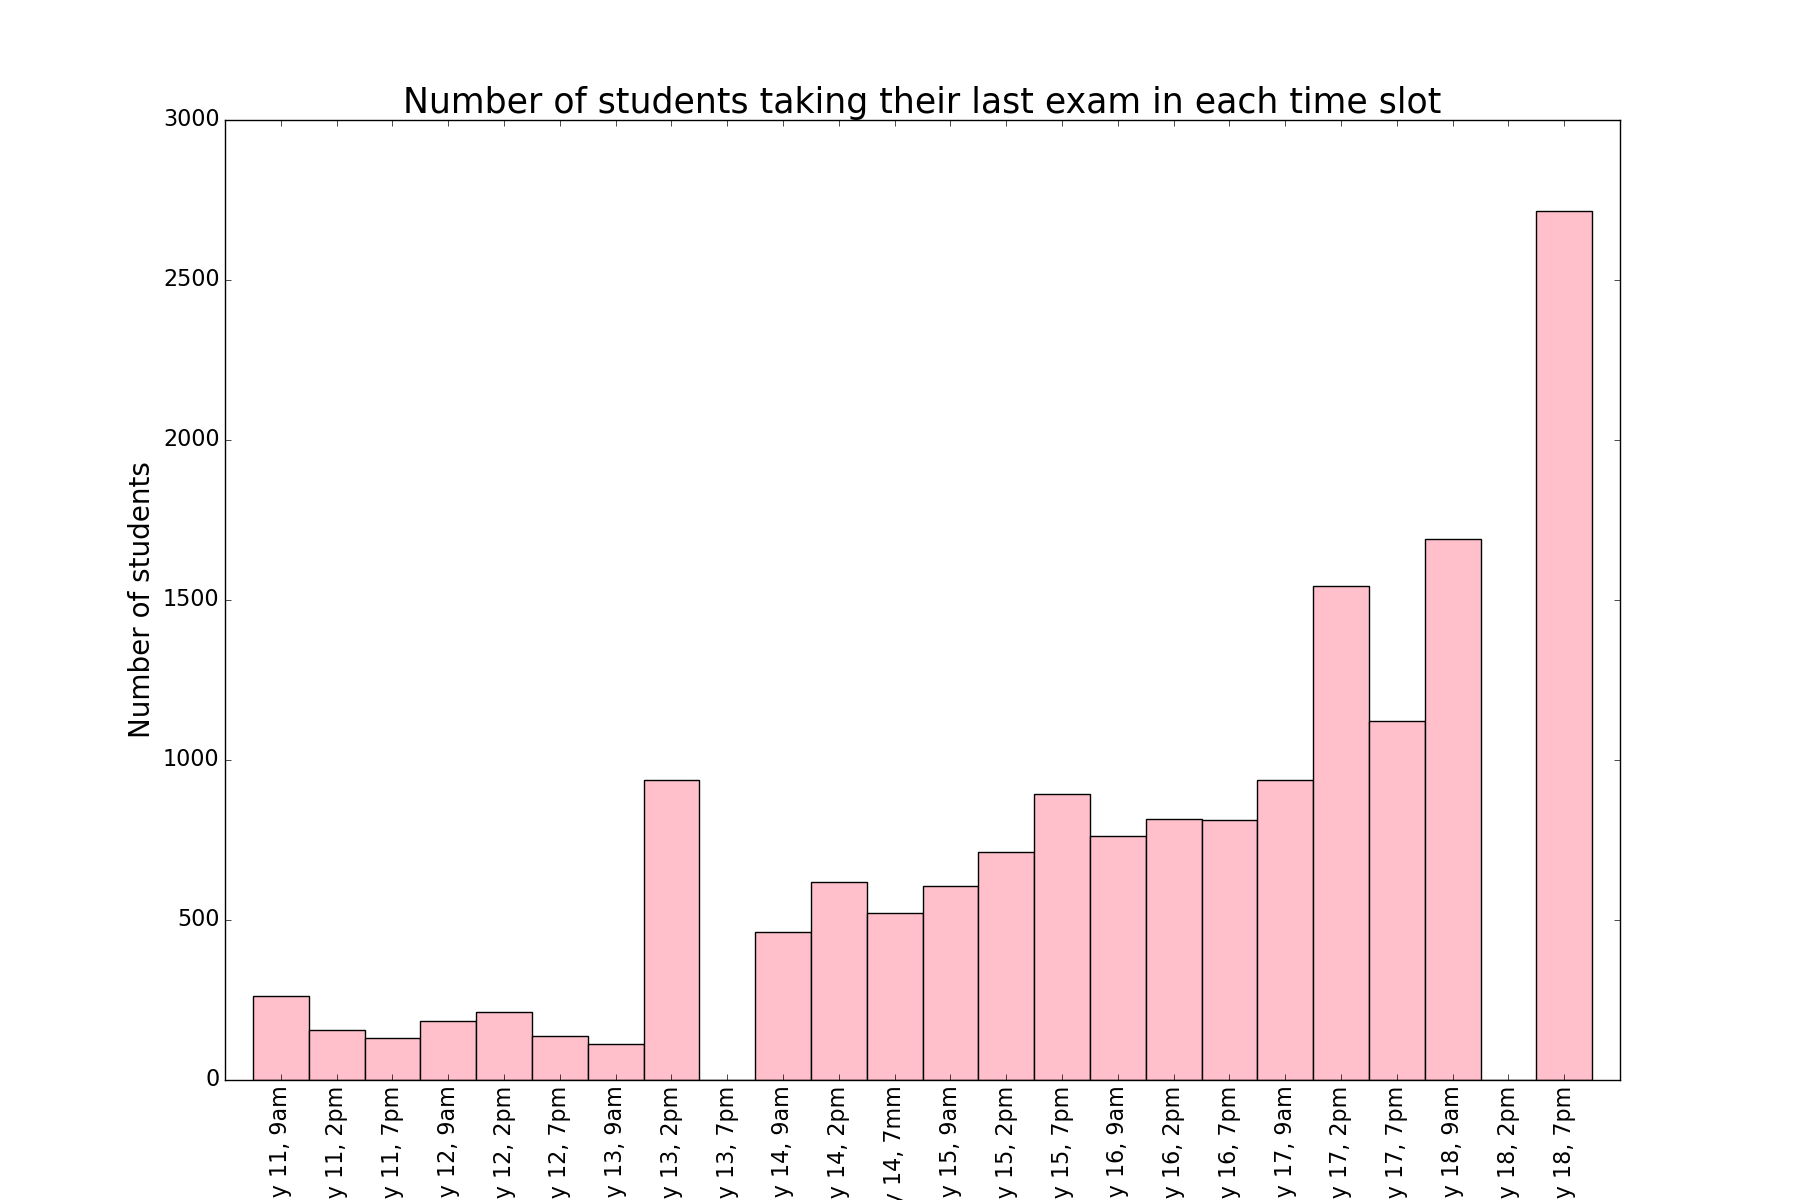 Number of students taking their last exam in each time slot
3000
2500
2000
1500
1000
500
0
Number of students
y 11, 9am
y 11, 2pm
y 11, 7pm
y 12, 9am
y 12, 2pm
y 12, 7pm
y 13, 9am
y 13, 2pm
y 13, 7pm
y 14, 9am
y 14, 2pm
y 14, 7mm
y 15, 9am
y 15, 2pm
y 15, 7pm
y 16, 9am
y 16, 2pm
y 16, 7pm
y 17, 9am
y 17, 2pm
y 17, 7pm
y 18, 9am
y 18, 2pm
y 18, 7pm